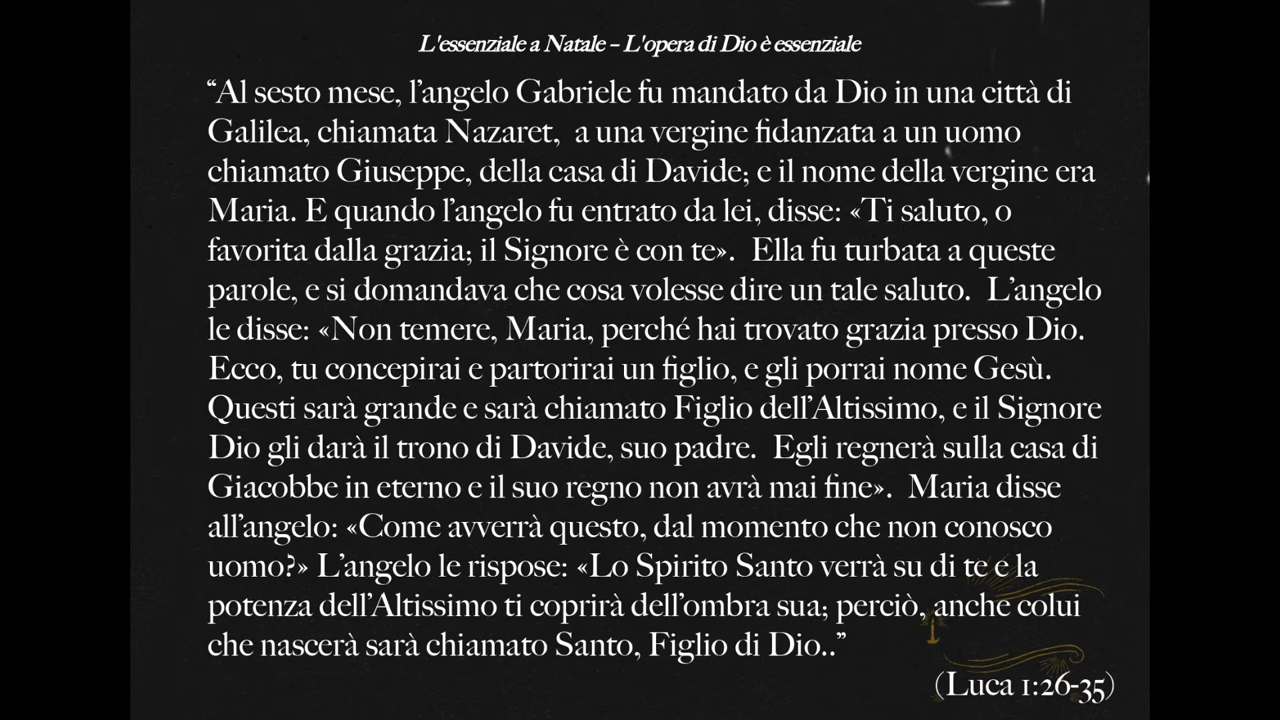 L'essenziale a Natale – L'opera di Dio è essenziale
“Al sesto mese, l’angelo Gabriele fu mandato da Dio in una città di
Galilea, chiamata Nazaret,  a una vergine fidanzata a un uomo
chiamato Giuseppe, della casa di Davide; e il nome della vergine era
Maria. E quando l’angelo fu entrato da lei, disse: «Ti saluto, o
favorita dalla grazia; il Signore è con te».  Ella fu turbata a queste
parole, e si domandava che cosa volesse dire un tale saluto.  L’angelo
le disse: «Non temere, Maria, perché hai trovato grazia presso Dio.
Ecco, tu concepirai e partorirai un figlio, e gli porrai nome Gesù.
Questi sarà grande e sarà chiamato Figlio dell’Altissimo, e il Signore
Dio gli darà il trono di Davide, suo padre.  Egli regnerà sulla casa di
Giacobbe in eterno e il suo regno non avrà mai fine».  Maria disse
all’angelo: «Come avverrà questo, dal momento che non conosco
uomo?» L’angelo le rispose: «Lo Spirito Santo verrà su di te e la
potenza dell’Altissimo ti coprirà dell’ombra sua; perciò, anche colui
che nascerà sarà chiamato Santo, Figlio di Dio..”
(Luca 1:26-35)